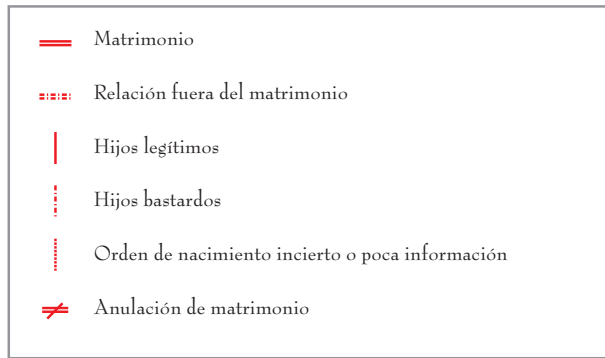 Matrimonio
Relación fuera del matrimonio
Hijos legítimos
Hijos bastardos
Orden de nacimiento incierto o poca información
Anulación de matrimonio